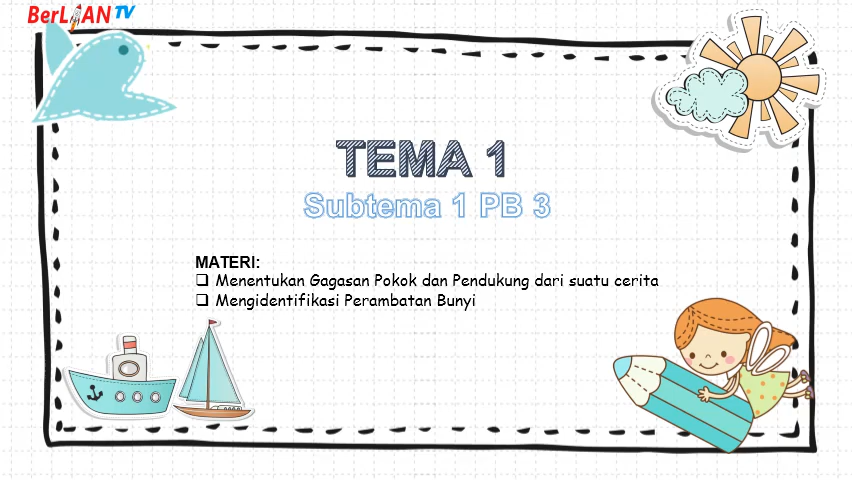 BerLIAN TV
TEMA 1
Subtema 1 PB 3
MATERI:
❑ Menentukan Gagasan Pokok dan Pendukung dari suatu cerita
❑ Mengidentifikasi Perambatan Bunyi